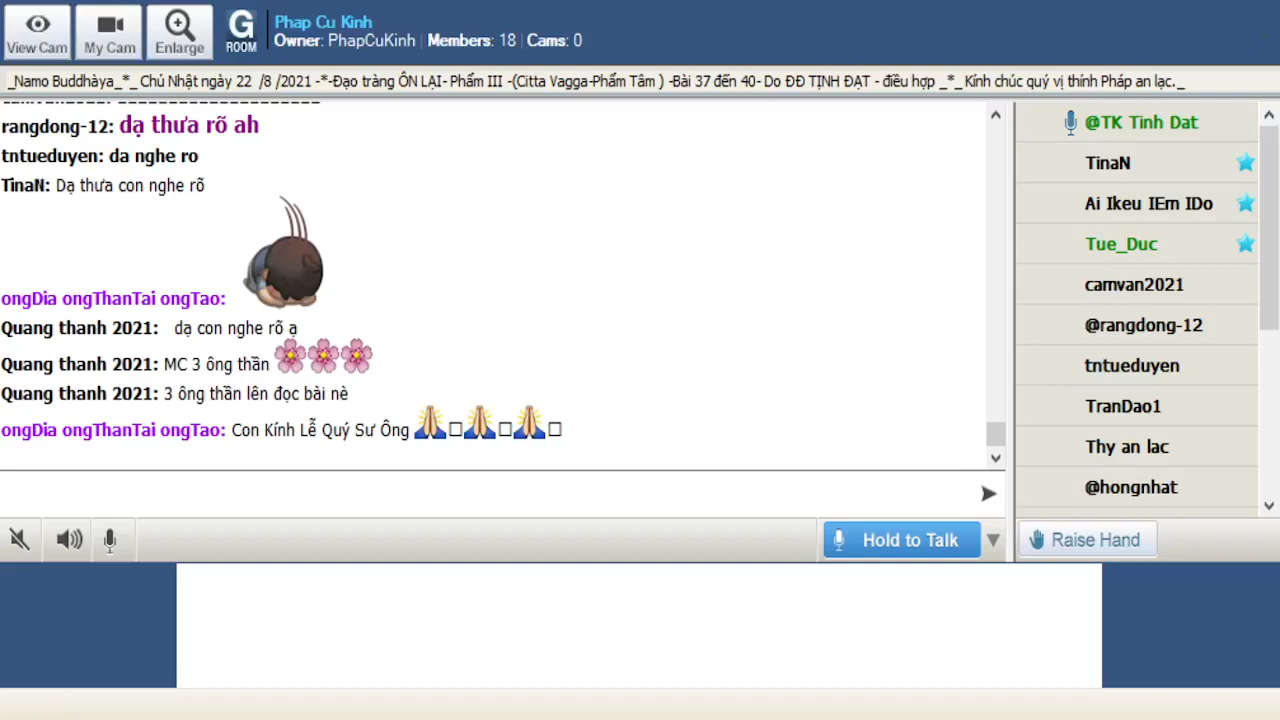 View Cam
My Cam
Enlarge
G
ROOM
Phap Cu Kinh
Owner: PhapCuKinh | Members: 18 | Cams: 0
_Namo Buddhàya_*_ Chủ Nhật ngày 22 /8 /2021 -*-Đạo tràng ÔN LẠI- Phẩm III -(Citta Vagga-Phẩm Tâm ) -Bài 37 đến 40- Do ĐĐ TỊNH ĐẠT - điều hợp _*_ Kính chúc quý vị thính Pháp an lạc._
rangdong-12: dạ thưa rõ ah
tntueduyen: da nghe ro
TinaN: Dạ thưa con nghe rõ
ongDia ongThanTai ongTao:
Quang thanh 2021: dạ con nghe rõ ạ
Quang thanh 2021: MC 3 ông thần 🌸🌸🌸
Quang thanh 2021: 3 ông thần lên đọc bài nè
ongDia ongThanTai ongTao: Con Kính Lễ Quý Sư Ông 🙏□🙏□🙏□
Hold to Talk
@TK Tinh Dat
TinaN
Ai Ikeu IEm IDo
Tue_Duc
camvan2021
@rangdong-12
tntueduyen
TranDao1
Thy an lac
@hongnhat
Raise Hand